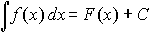 ∫f(x) dx = F(x) + C